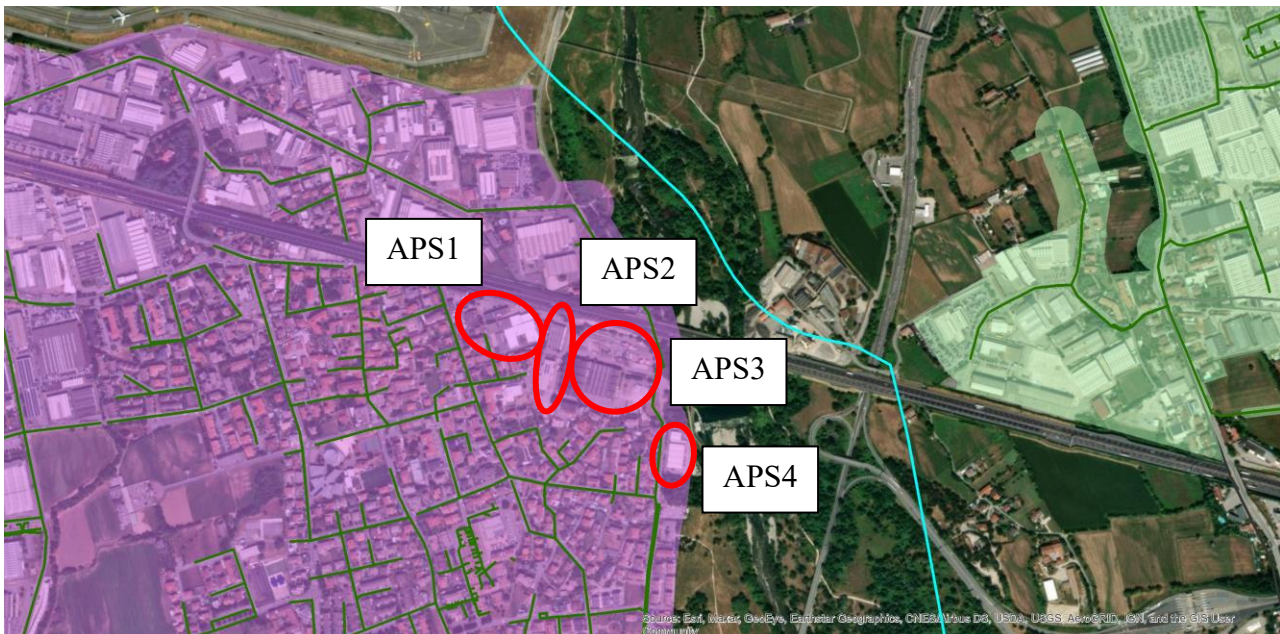 APS1
APS2
APS3
APS4
Source: Esri, Maxar, GeoEye, Earthstar Geographics, CNES/Airbus DS, USDA, USGS, AeroGRID, IGN, and the GIS User
Community